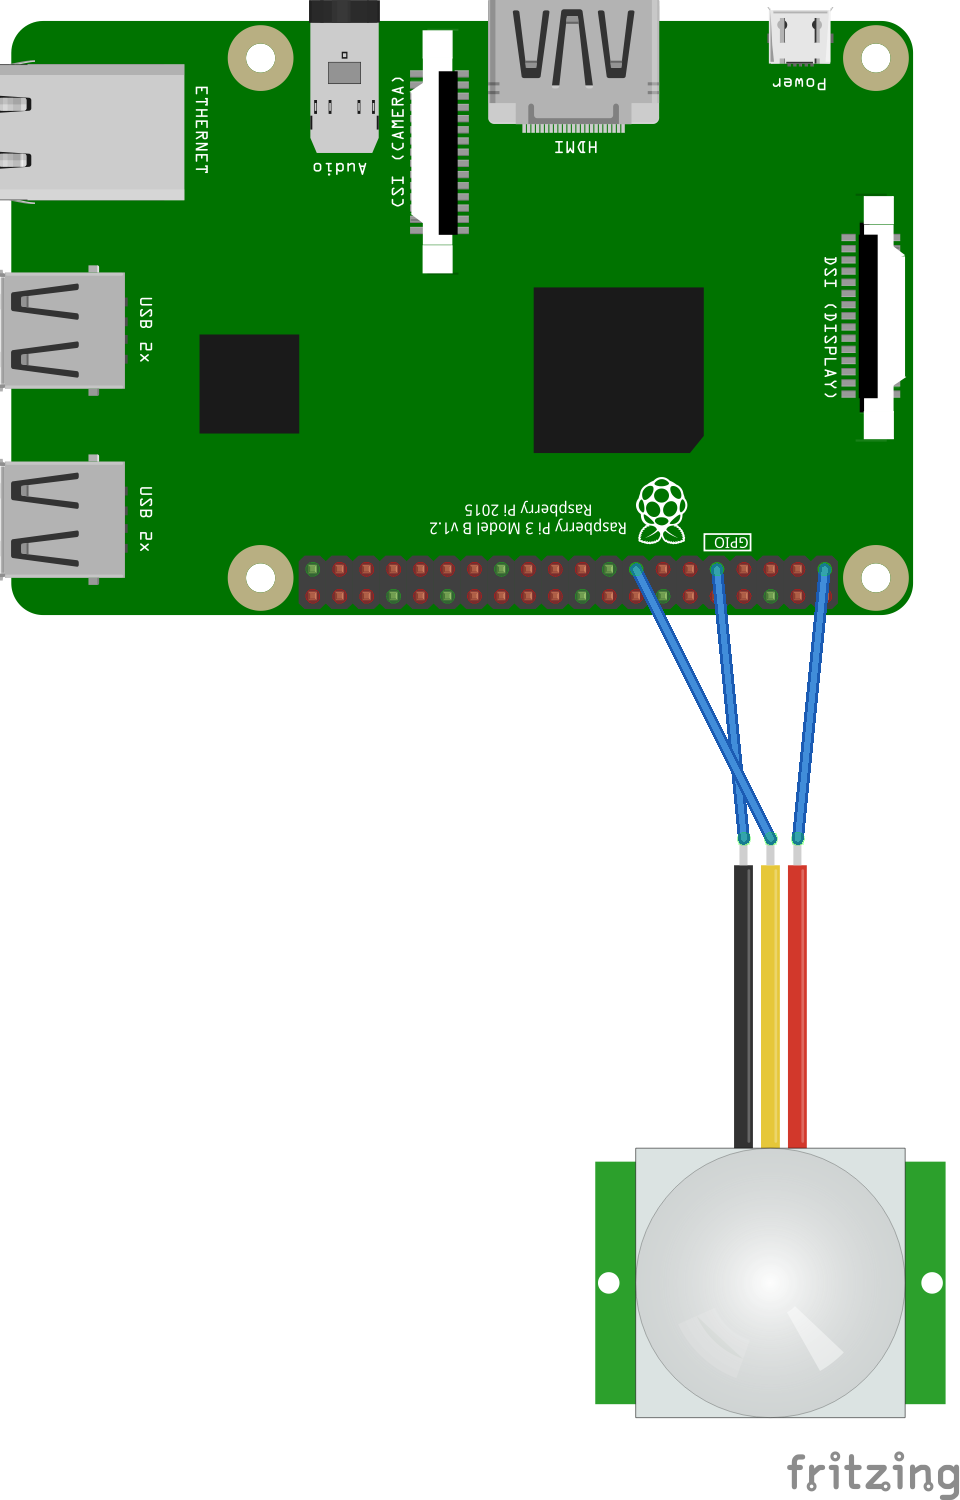 Power
HDMI
Audio
ETHERNET
CSI (CAMERA)
DSI (DISPLAY)
USB 2x
USB 2x
Raspberry Pi 3 Model B v1.2
Raspberry Pi 2015
GPIO
fritzing